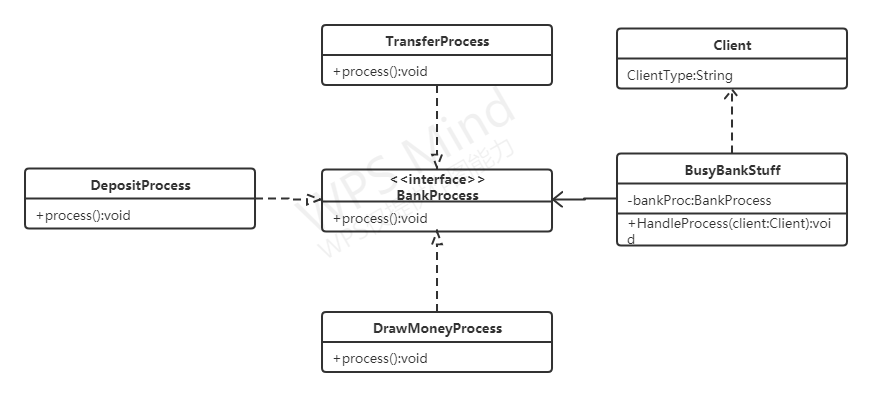 TransferProcess
+process():void
Client
ClientType:String
DepositProcess
+process():void
<<interface>>
BankProcess
+process():void
BusyBankStuff
-bankProc:BankProcess
+HandleProcess(client:Client):voi
d
DrawMoneyProcess
+process():void
WPS Mind